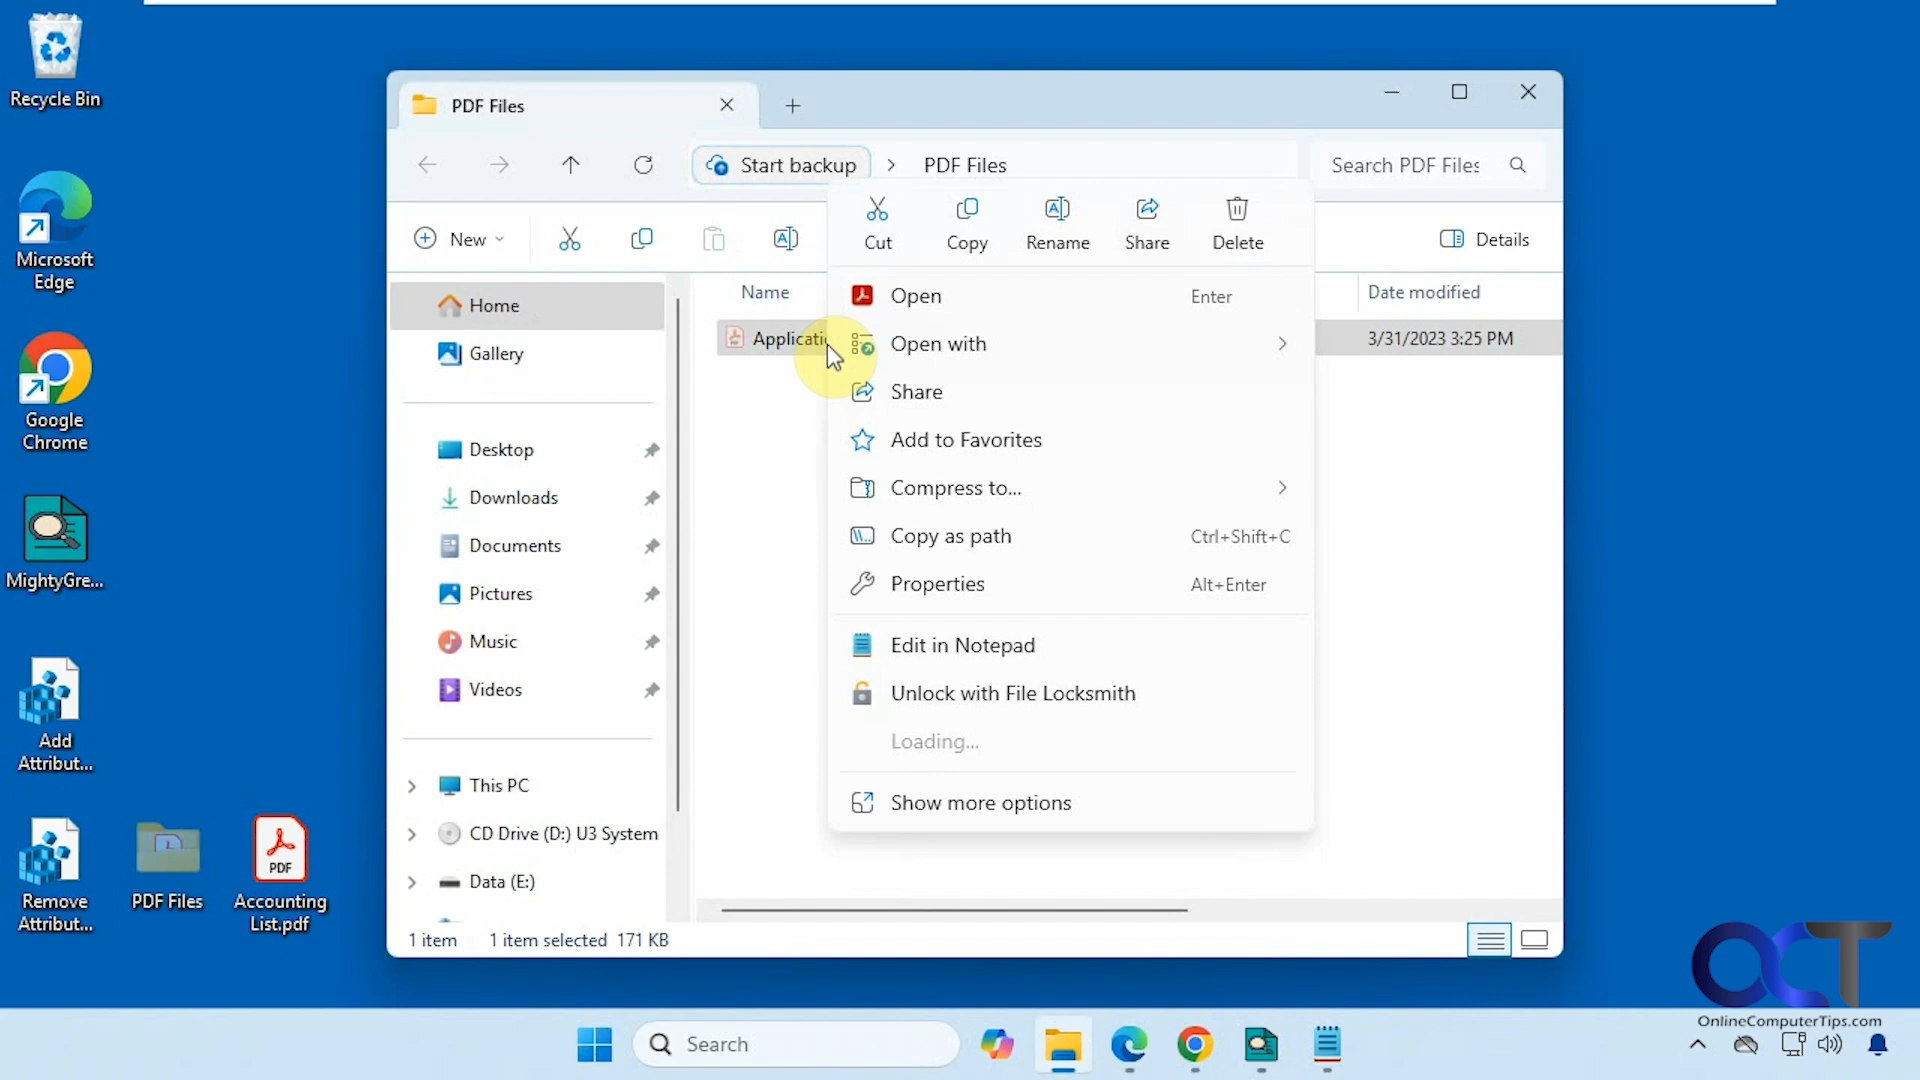 Recycle Bin
Microsoft
Edge
Google
Chrome
MightyGre...
Add
Attribut...
Remove
Attribut...
PDF Files
PDF
Accounting
List.pdf
PDF Files
Start backup
PDF Files
Search PDF Files
New
Details
Cut
Copy
Rename
Share
Delete
Name
Date modified
Applicati
3/31/2023 3:25 PM
Home
Gallery
Desktop
Downloads
Documents
Pictures
Music
Videos
This PC
CD Drive (D:) U3 System
Data (E:)
Open Enter
Open with
Share
Add to Favorites
Compress to...
Copy as path Ctrl+Shift+C
Properties Alt+Enter
Edit in Notepad
Unlock with File Locksmith
Loading...
Show more options
1 item
1 item selected 171 KB
OCT
OnlineComputerTips.com
Search